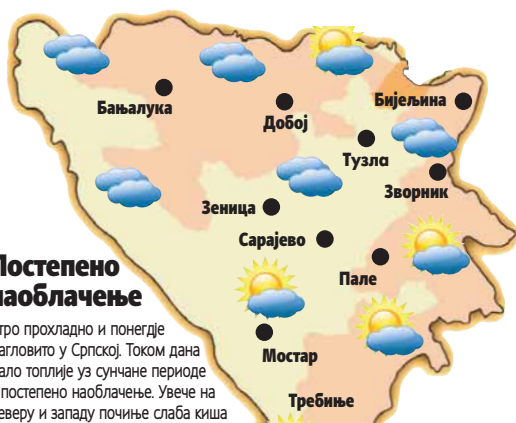 Бањалука
Добој
Бијељина
Тузла
Зворник
Зеница
Сарајево
Пале
Мостар
Требиње
Постепено
наоблачење
тро прохладно и понегдје
агловито у Српској. Током дана
ало топлије уз сунчане периоде
постепено наоблачење. Увече на
еверу и западу почиње слаба киша